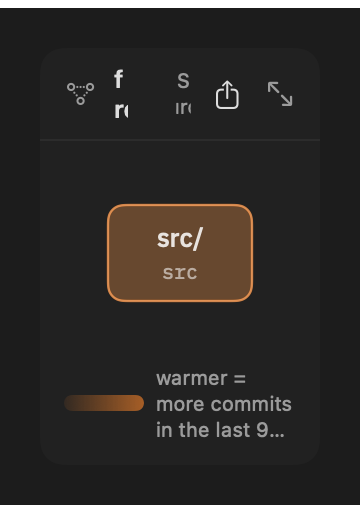 src/
src
warmer =
more commits
in the last 9...